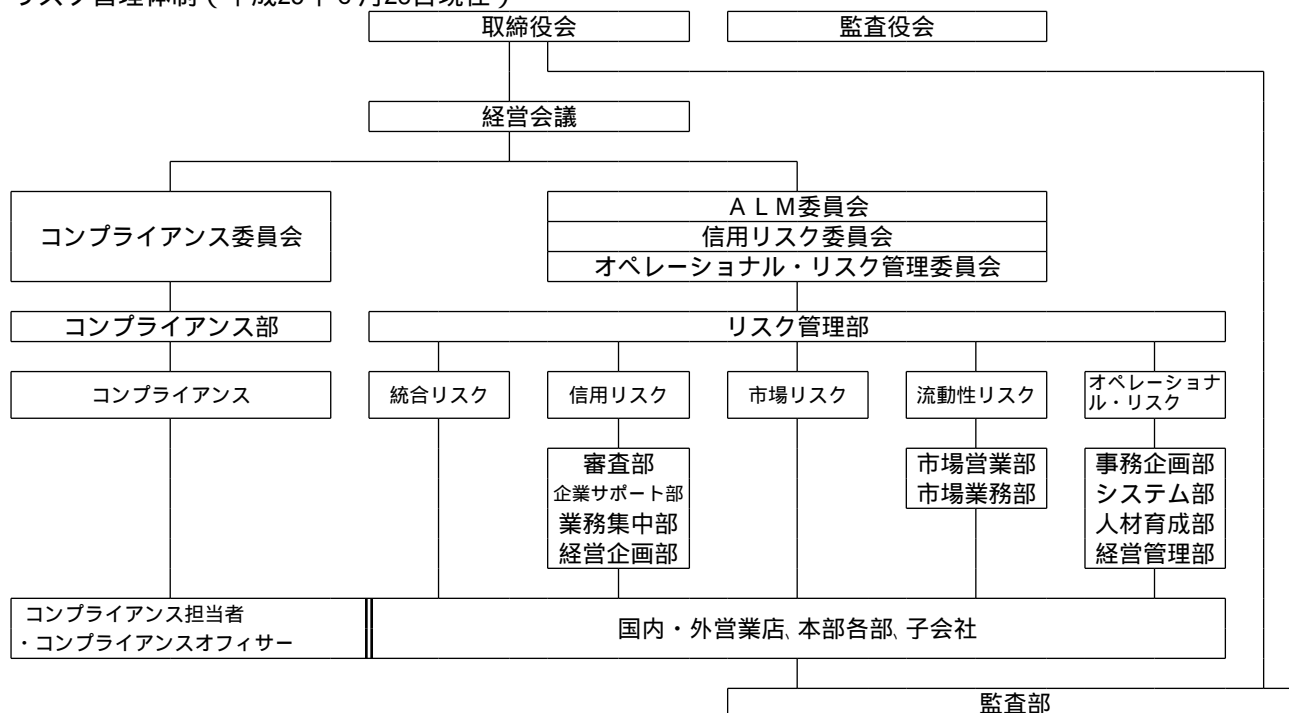 取締役会
監査役会
経営会議
コンプライアンス委員会
ALM委員会
信用リスク委員会
オペレーショナル・リスク管理委員会
コンプライアンス部
リスク管理部
コンプライアンス
統合リスク
信用リスク
市場リスク
流動性リスク
オペレーショナ
ル・リスク
審査部
企業サポート部
業務集中部
経営企画部
市場営業部
市場業務部
事務企画部
システム部
人材育成部
経営管理部
コンプライアンス担当者
・コンプライアンスオフィサー
国内・外営業店、本部各部、子会社
監査部